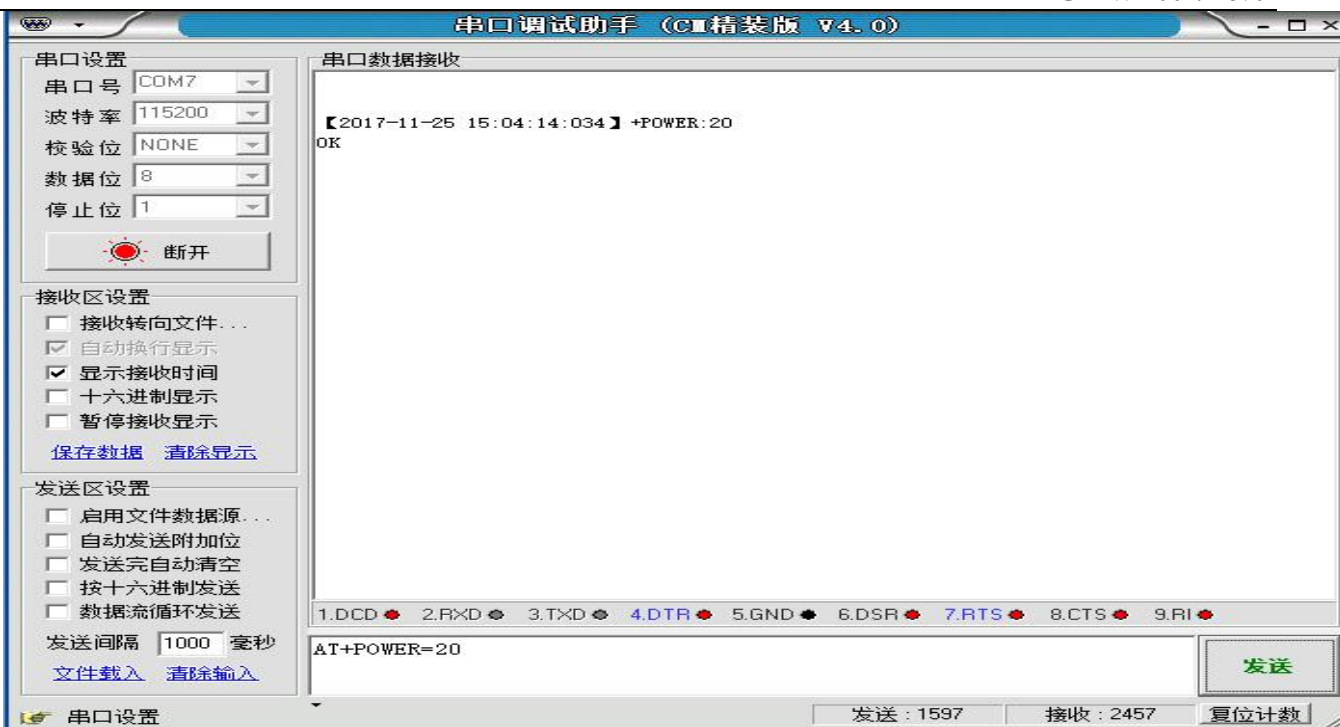 串口调试助手 （CM精装版 V4.0）
串口设置
串口号 COM7
波特率 115200
校验位 NONE
数据位 8
停止位 1
断开
接收区设置
接收转向文件...
自动换行显示
显示接收时间
十六进制显示
暂停接收显示
保存数据 清除显示
发送区设置
启用文件数据源...
自动发送附加位
发送完自动清空
按十六进制发送
数据流循环发送
发送间隔 1000 毫秒
文件载入 清除输入
串口数据接收
【2017-11-25 15:04:14:034】+POWER:20
OK
1.DCD 2.RXD 3.TXD 4.DTR 5.GND 6.DSR 7.RTS 8.CTS 9.RI
AT+POWER=20
发送
串口设置 发送：1597 接收：2457 复位计数